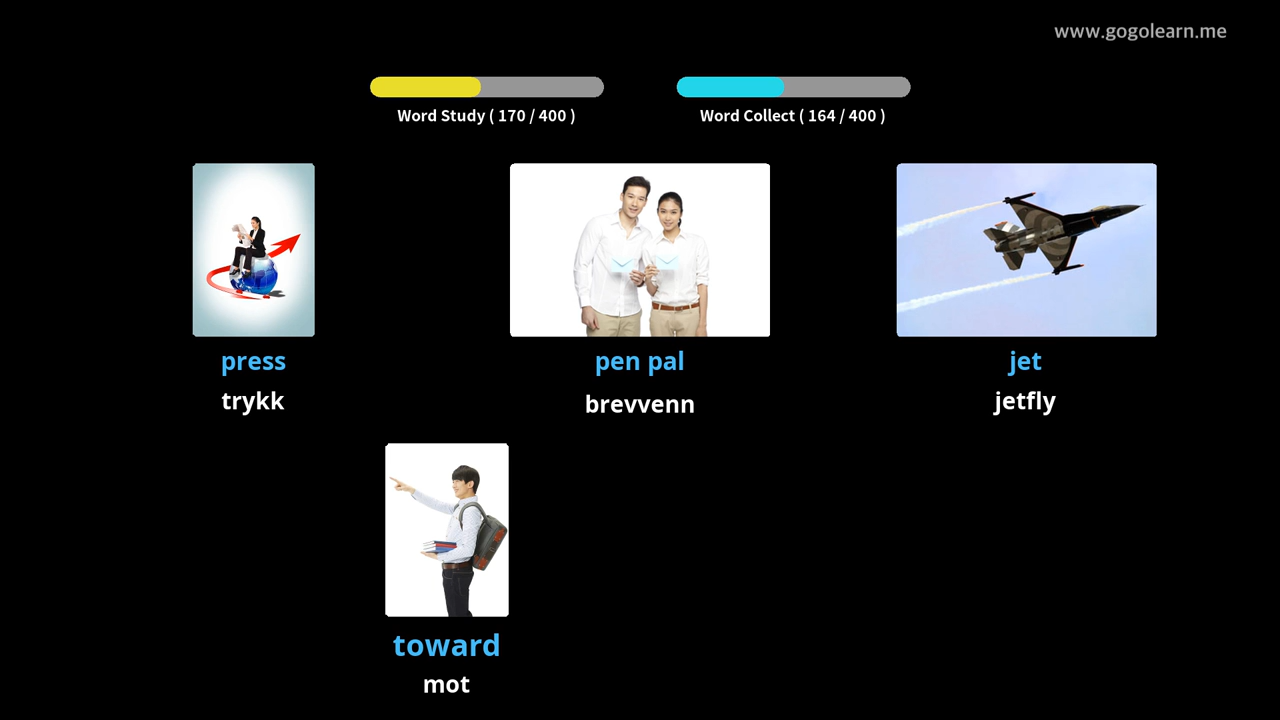 www.gogolearn.me
Word Study ( 170 / 400 )
Word Collect ( 164 / 400 )
press
trykk
pen pal
brevvenn
jet
jetfly
toward
mot